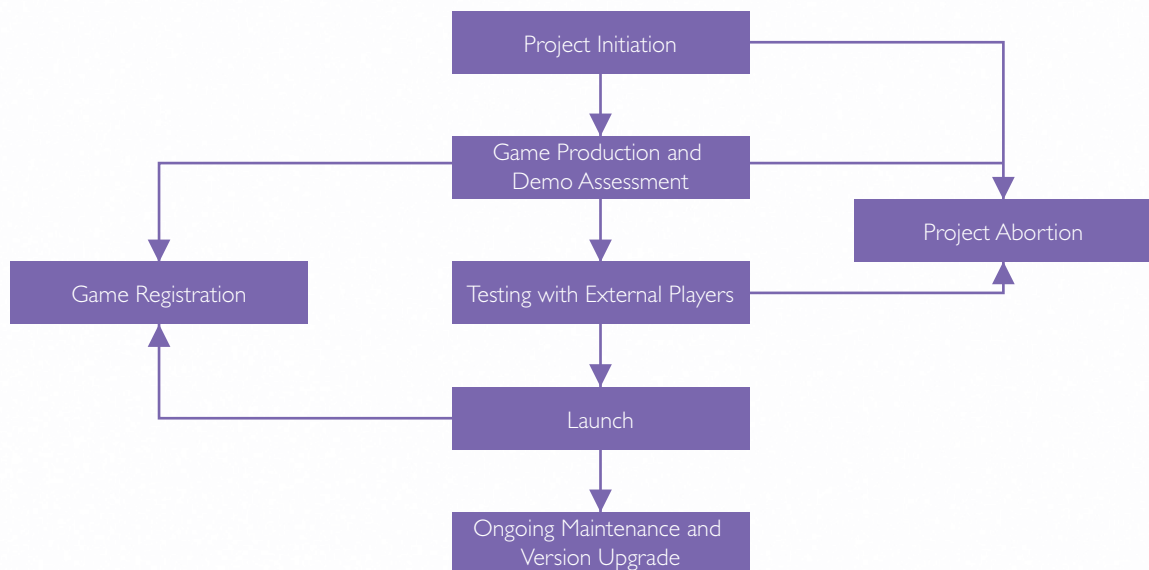 Project Initiation
Game Production and
Demo Assessment
Project Abortion
Game Registration
Testing with External Players
Launch
Ongoing Maintenance and
Version Upgrade